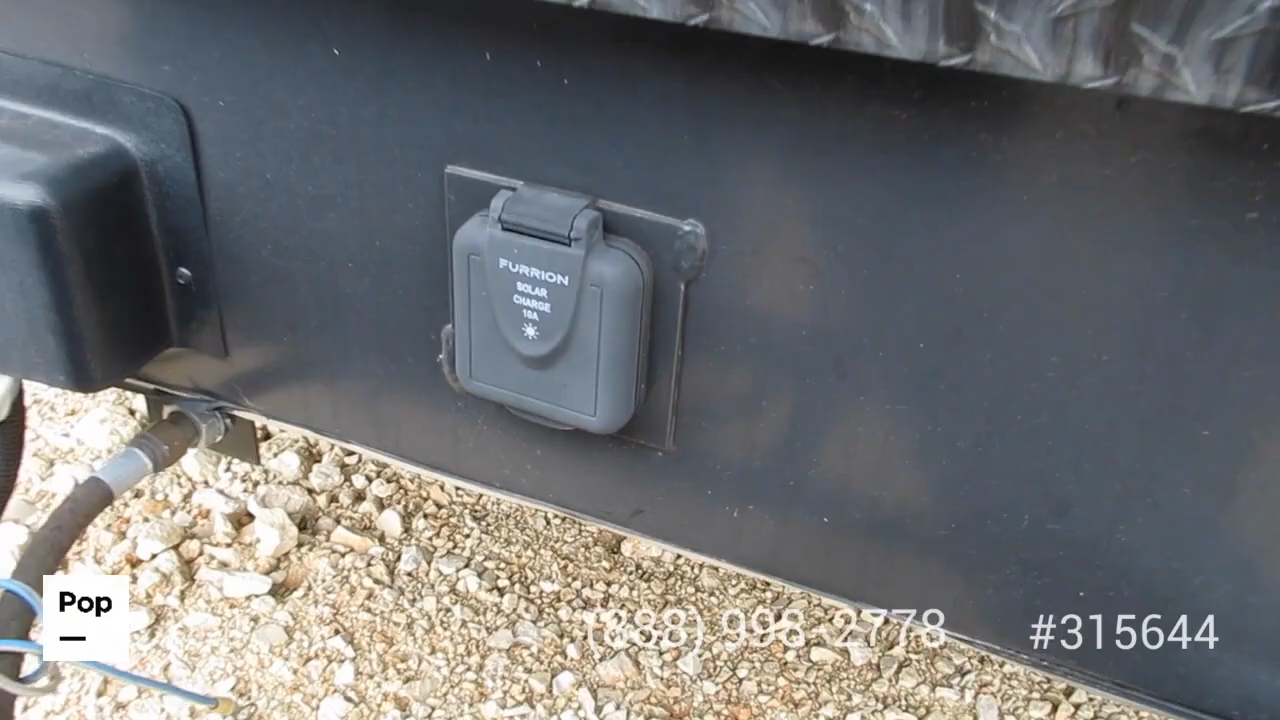 FURRION
SOLAR
CHARGE
10A
Pop
(888) 998-2778
#315644